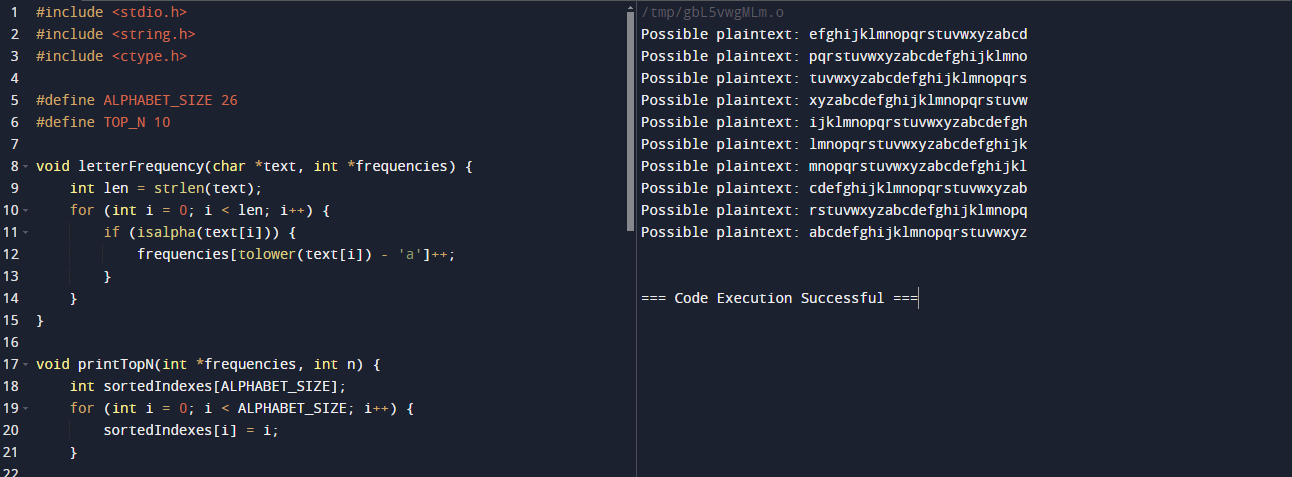 1 #include <stdio.h>
2 #include <string.h>
3 #include <ctype.h>
4
5 #define ALPHABET_SIZE 26
6 #define TOP_N 10
7
8 void letterFrequency(char *text, int *frequencies) {
9     int len = strlen(text);
10     for (int i = 0; i < len; i++) {
11         if (isalpha(text[i])) {
12             frequencies[tolower(text[i]) - 'a']++;
13         }
14     }
15 }
16
17 void printTopN(int *frequencies, int n) {
18     int sortedIndexes[ALPHABET_SIZE];
19     for (int i = 0; i < ALPHABET_SIZE; i++) {
20         sortedIndexes[i] = i;
21     }
22
/tmp/gbL5vwgMLm.o
Possible plaintext: efghijklmnopqrstuvwxyzabcd
Possible plaintext: pqrstuvwxyzabcdefghijklmno
Possible plaintext: tuvwxyzabcdefghijklmnopqrs
Possible plaintext: xyzabcdefghijklmnopqrstuvw
Possible plaintext: ijklmnopqrstuvwxyzabcdefgh
Possible plaintext: lmnopqrstuvwxyzabcdefghijk
Possible plaintext: mnopqrstuvwxyzabcdefghijkl
Possible plaintext: cdefghijklmnopqrstuvwxyzab
Possible plaintext: rstuvwxyzabcdefghijklmnopq
Possible plaintext: abcdefghijklmnopqrstuvwxyz
=== Code Execution Successful ===